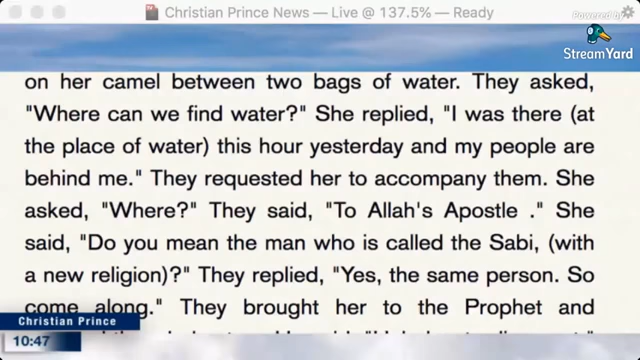 Christian Prince News — Live @ 137.5% — Ready
Powered by
StreamYard
on her camel between two bags of water. They asked,
"Where can we find water?" She replied, "I was there (at
the place of water) this hour yesterday and my people are
behind me." They requested her to accompany them. She
asked, "Where?" They said, "To Allah's Apostle ." She
said, "Do you mean the man who is called the Sabi, (with
a new religion)?" They replied, "Yes, the same person. So
come along." They brought her to the Prophet and
Christian Prince
10:47